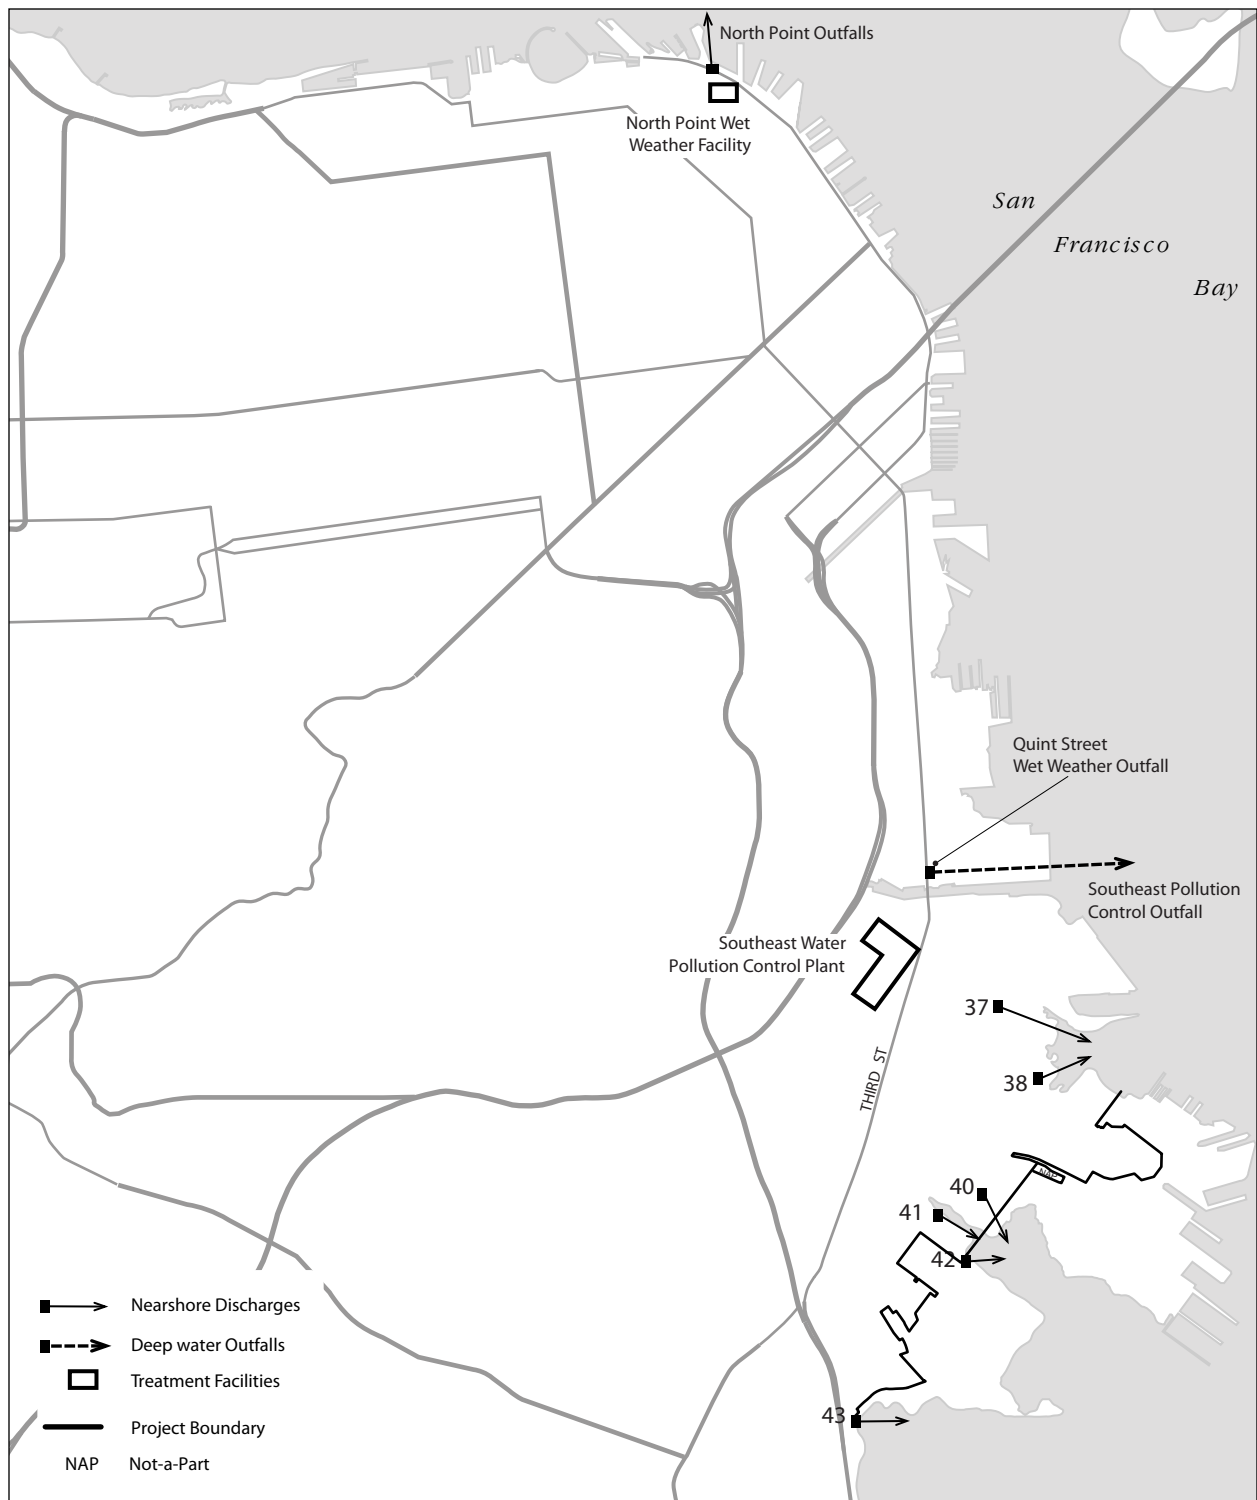 North Point Outfalls
North Point Wet
Weather Facility
San
Francisco
Bay
Quint Street
Wet Weather Outfall
Southeast Pollution
Control Outfall
Southeast Water
Pollution Control Plant
37
38
THIRD ST
NAP
40
41
42
43
Nearshore Discharges
Deep water Outfalls
Treatment Facilities
Project Boundary
NAP Not-a-Part